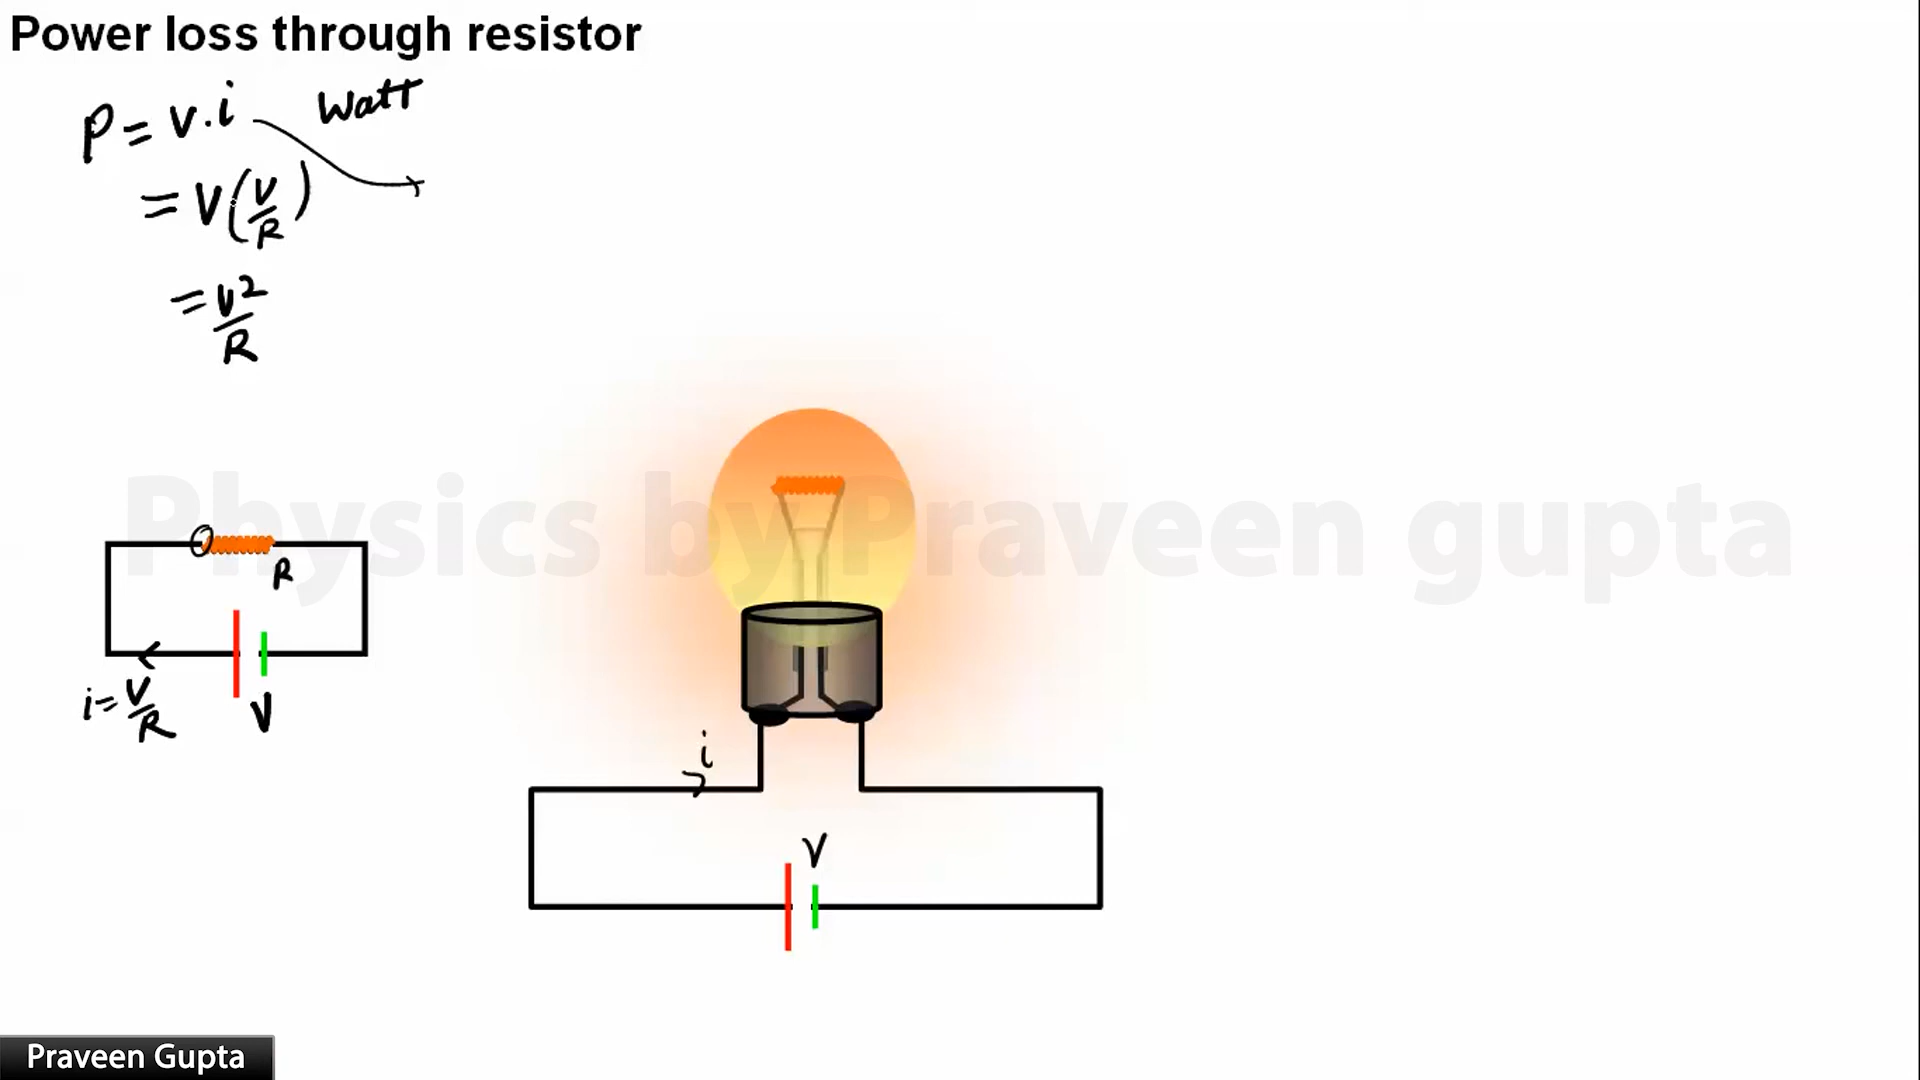 Power loss through resistor
P = V.i Watt
= V(V/R)
= V²/R
Physics by Praveen gupta
R
i = V/R
V
i
V
Praveen Gupta